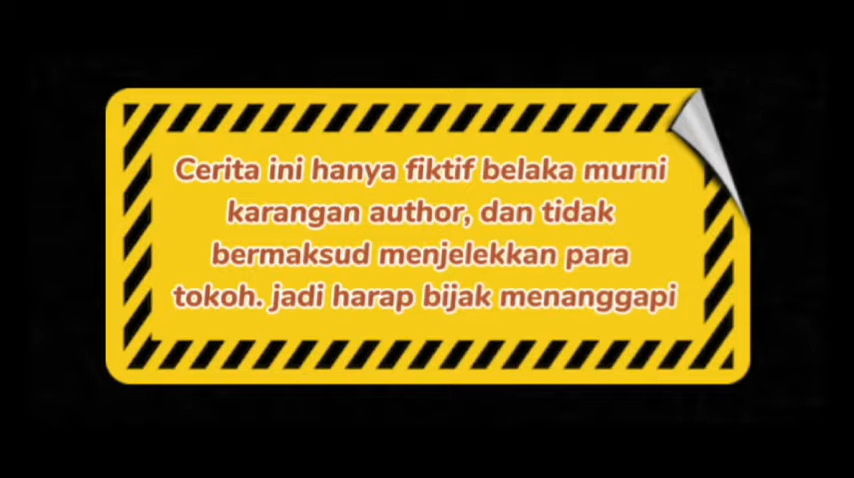 Cerita ini hanya fiktif belaka murni
karangan author, dan tidak
bermaksud menjelekkan para
tokoh. jadi harap bijak menanggapi